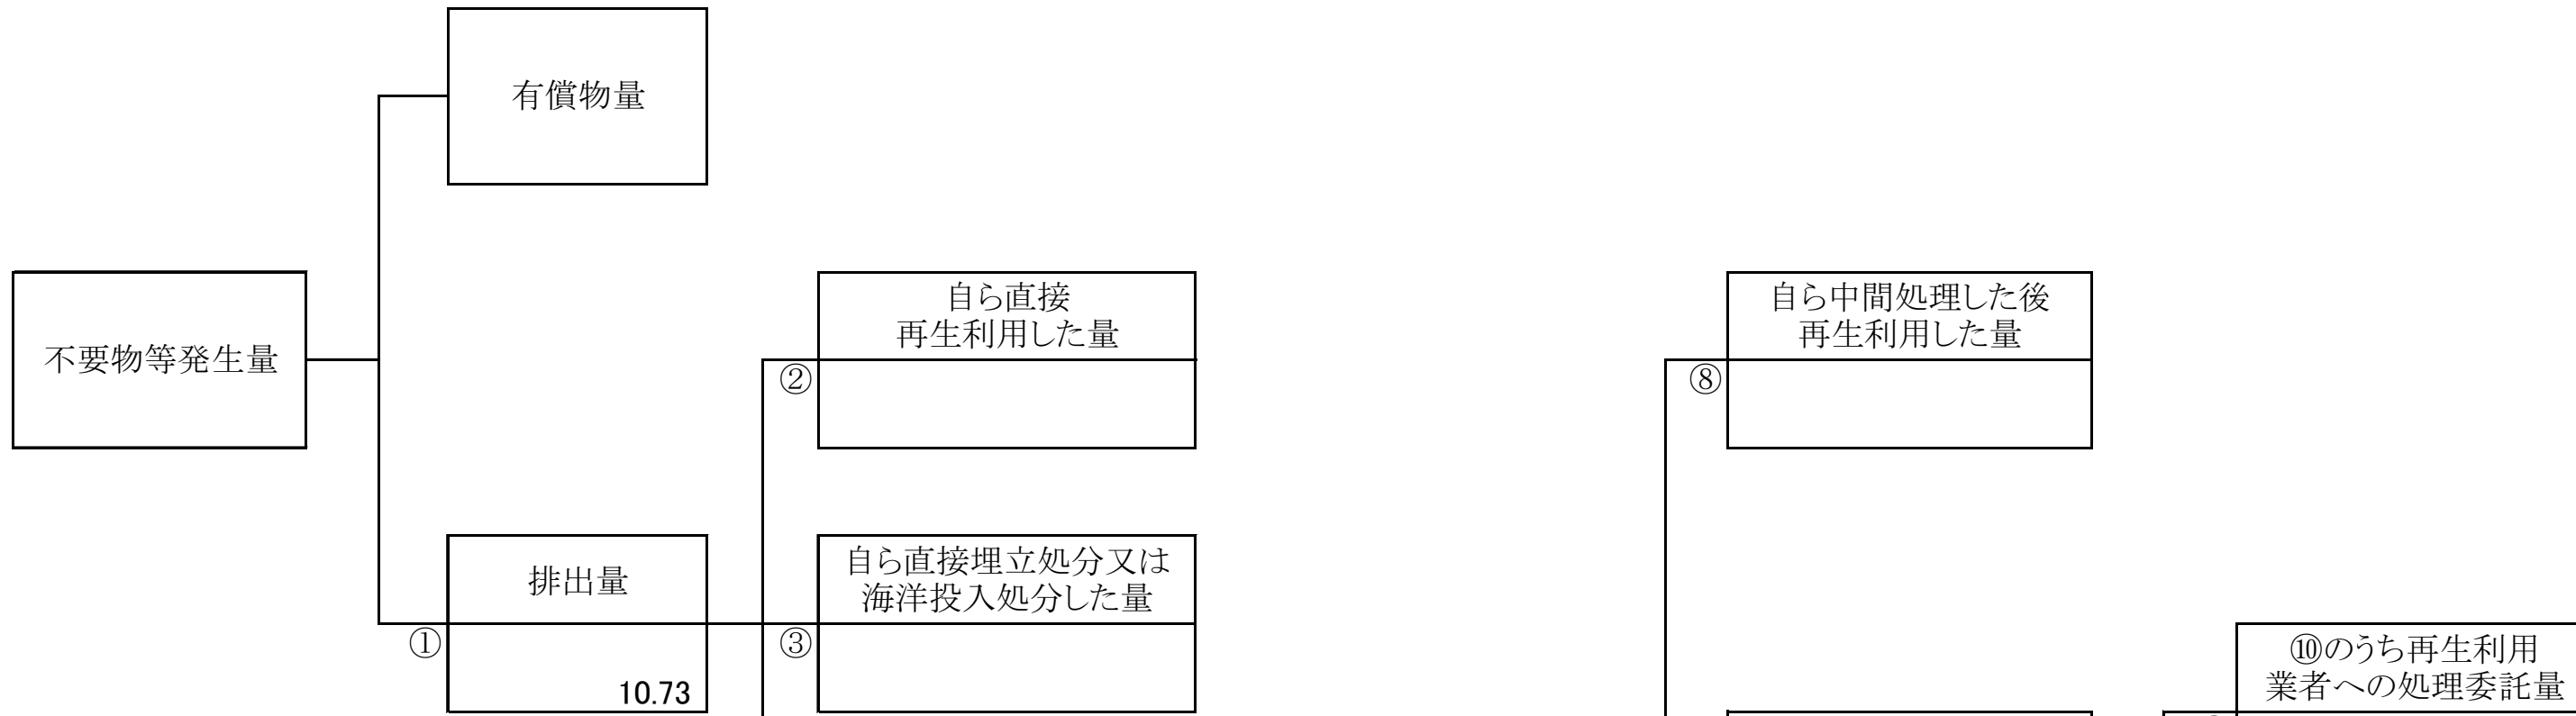 有償物量
不要物等発生量
自ら直接
再生利用した量
②
自ら中間処理した後
再生利用した量
⑧
排出量
①
10.73
自ら直接埋立処分又は
海洋投入処分した量
③
⑩のうち再生利用
業者への処理委託量